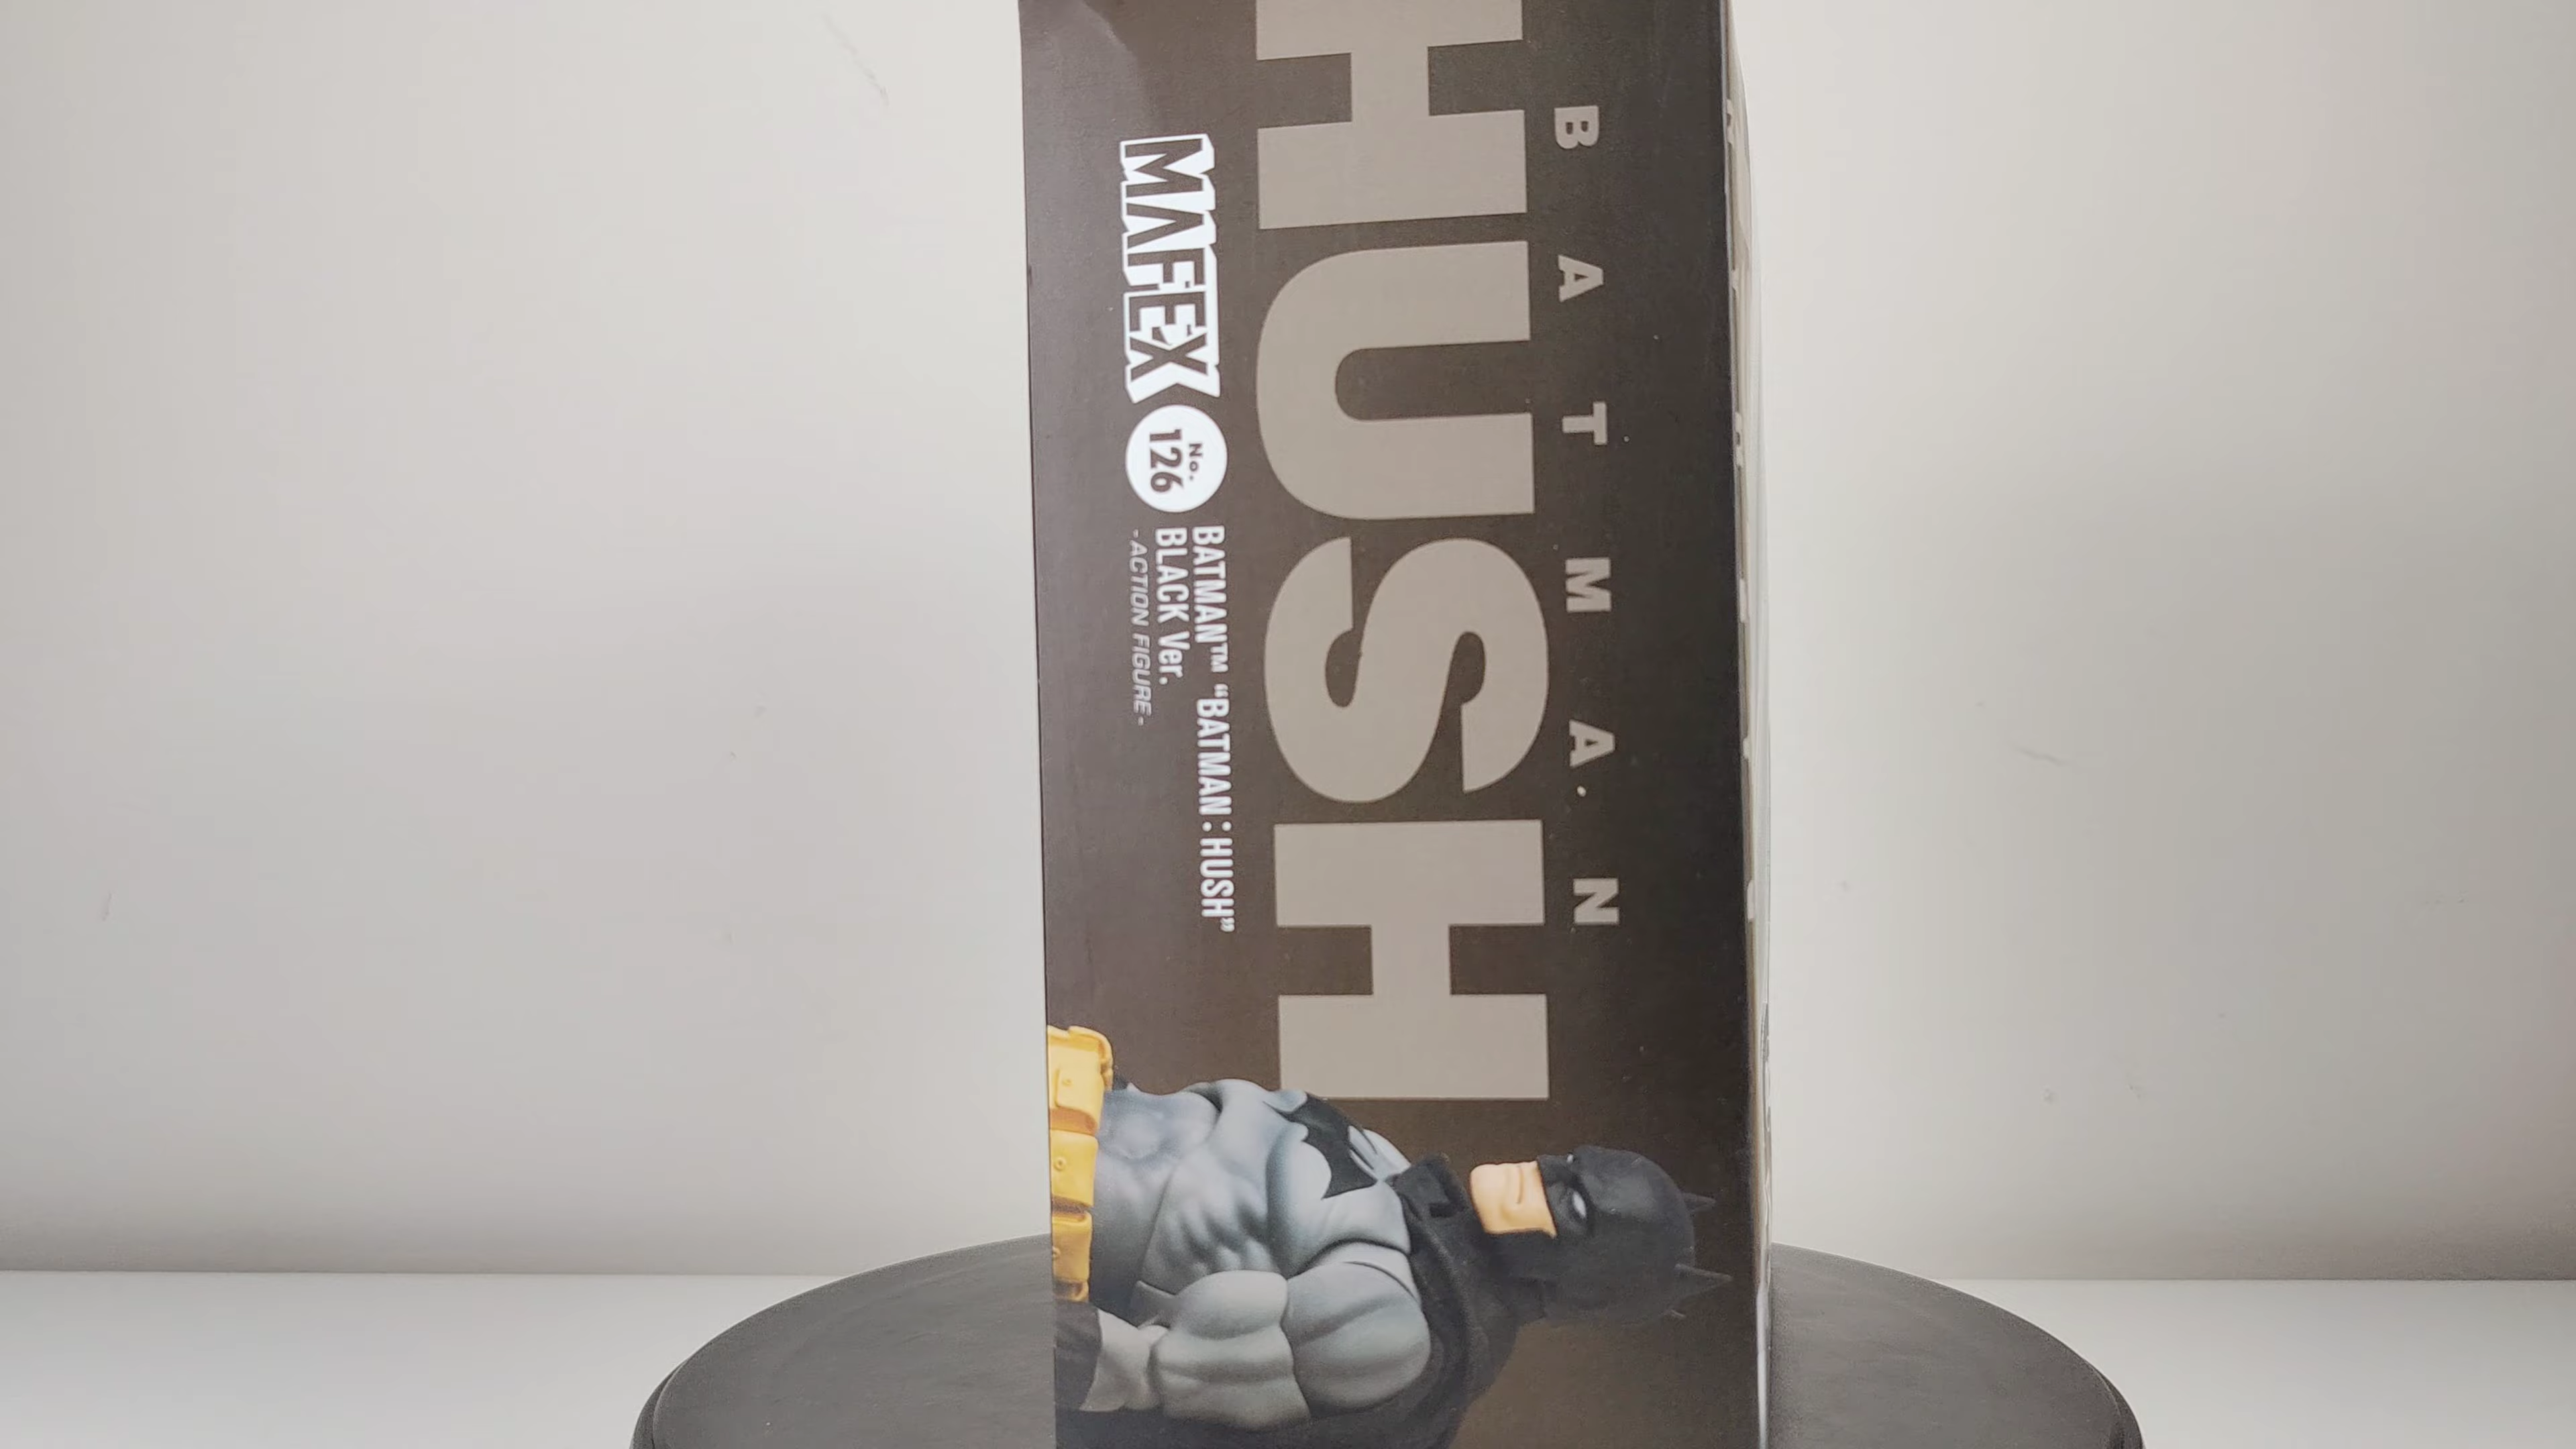 BATMAN
HUSH
MAFEX
No.
126
BATMAN™ “BATMAN : HUSH”
BLACK Ver.
- ACTION FIGURE -